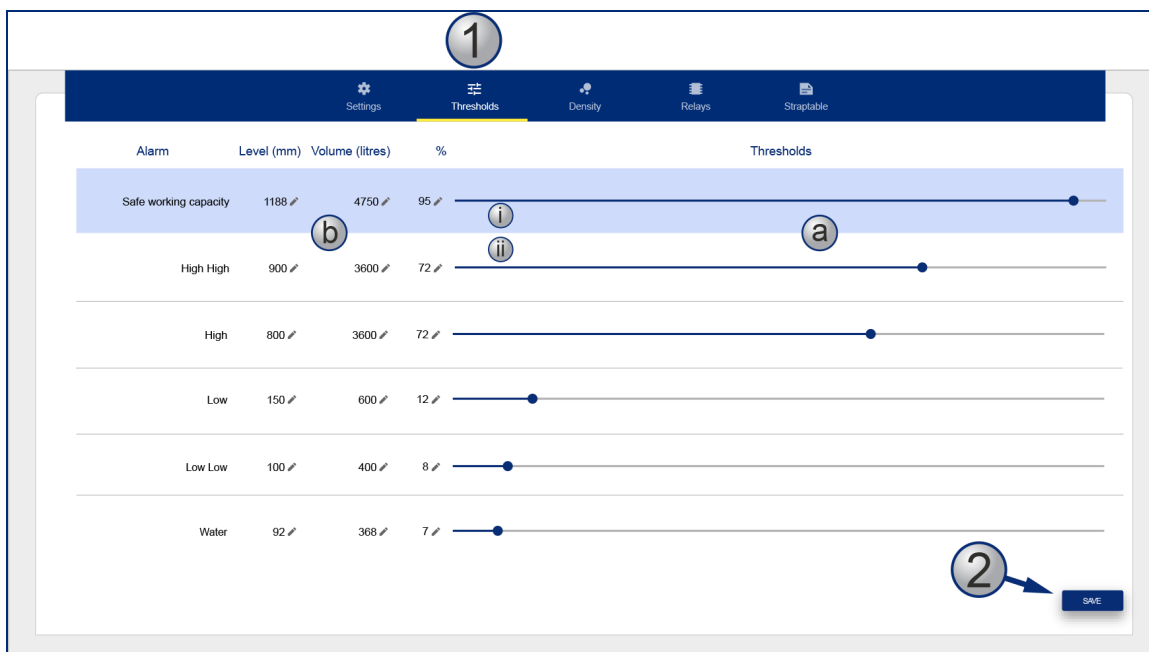 1
Settings Thresholds Density Relays Straptable
Alarm Level (mm) Volume (litres) % Thresholds
Safe working capacity 1188 4750 95
i
b a
ii
High High 900 3600 72
High 800 3600 72
Low 150 600 12
Low Low 100 400 8
Water 92 368 7
2
SAVE